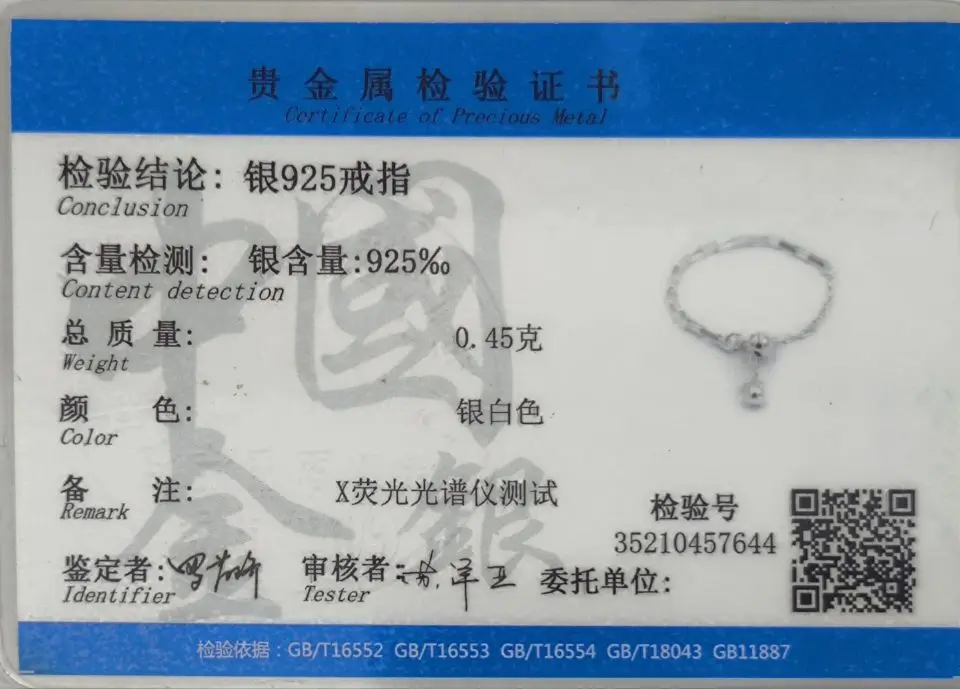 贵金属检验证书
Certificate of Precious Metal
检验结论: 银925戒指
Conclusion
含量检测: 银含量:925‰
Content detection
总质量: 0.45克
Weight
颜色: 银白色
Color
备注: X荧光光谱仪测试
Remark
检验号
35210457644
鉴定者: 审核者: 委托单位:
Identifier Tester
中國金銀
检验依据：GB/T16552 GB/T16553 GB/T16554 GB/T18043 GB11887